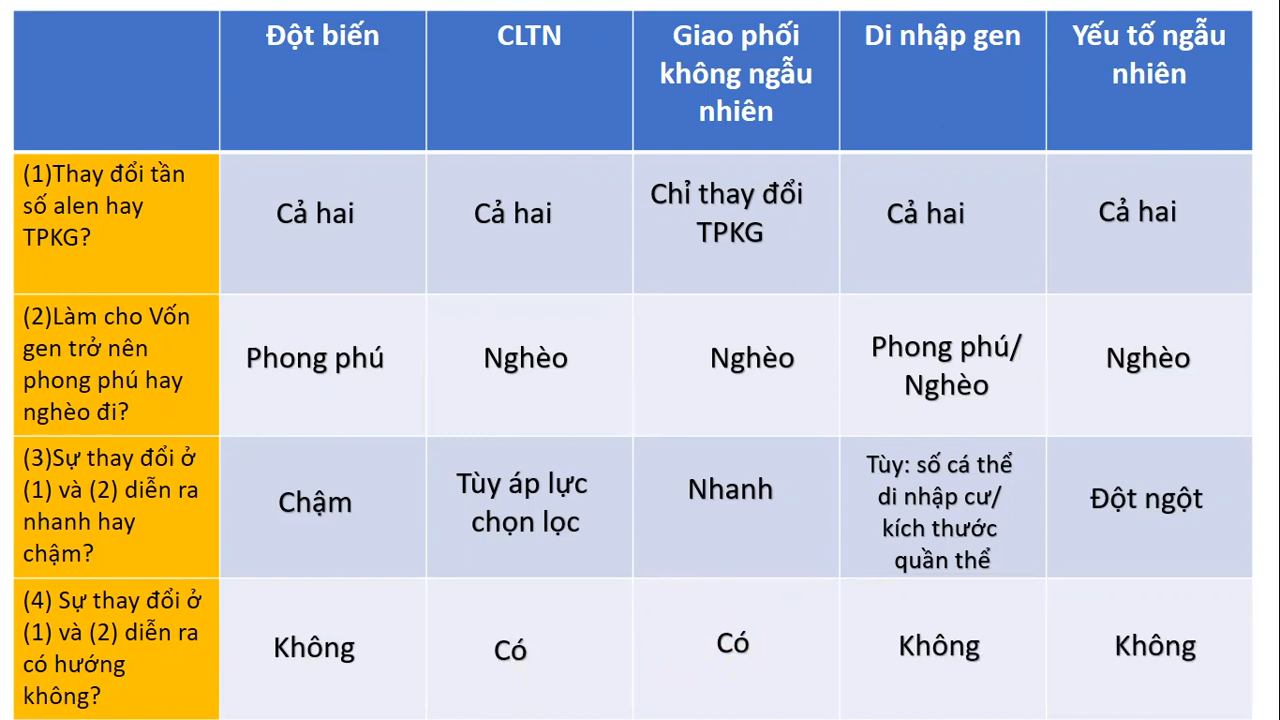 Đột biến
CLTN
Giao phối
không ngẫu
nhiên
Di nhập gen
Yếu tố ngẫu
nhiên
(1)Thay đổi tần
số alen hay
TPKG?
Cả hai
Cả hai
Chỉ thay đổi
TPKG
Cả hai
Cả hai
(2)Làm cho Vốn
gen trở nên
phong phú hay
nghèo đi?
Phong phú
Nghèo
Nghèo
Phong phú/
Nghèo
Nghèo
(3)Sự thay đổi ở
(1) và (2) diễn ra
nhanh hay
chậm?
Chậm
Tùy áp lực
chọn lọc
Nhanh
Tùy: số cá thể
di nhập cư/
kích thước
quần thể
Đột ngột
(4) Sự thay đổi ở
(1) và (2) diễn ra
có hướng
không?
Không
Có
Có
Không
Không